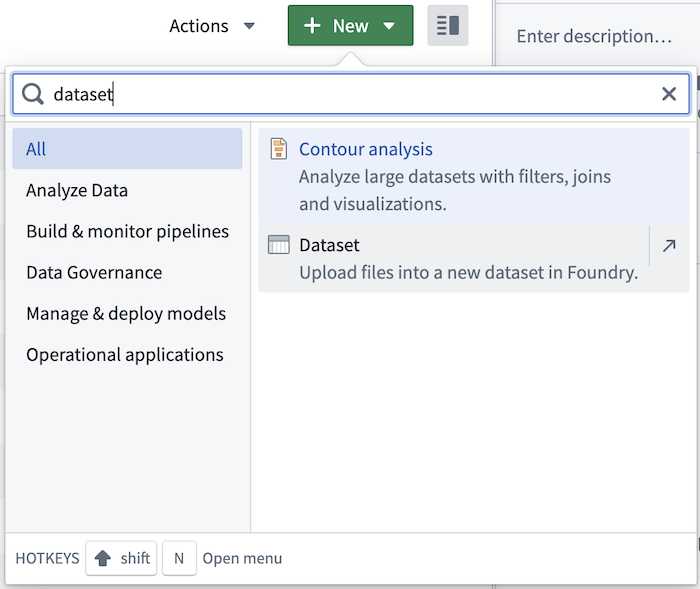 Actions
New
Enter description…
dataset
All
Analyze Data
Build & monitor pipelines
Data Governance
Manage & deploy models
Operational applications
Contour analysis
Analyze large datasets with filters, joins
and visualizations.
Dataset
Upload files into a new dataset in Foundry.
HOTKEYS shift N Open menu